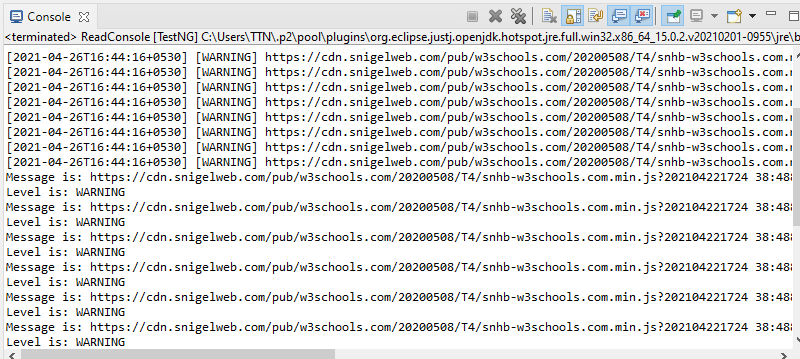 Console
<terminated> ReadConsole [TestNG] C:\Users\TTN\.p2\pool\plugins\org.eclipse.justj.openjdk.hotspot.jre.full.win32.x86_64_15.0.2.v20210201-0955\jre\b
[2021-04-26T16:44:16+0530] [WARNING] https://cdn.snigelweb.com/pub/w3schools.com/20200508/T4/snhb-w3schools.com.m
[2021-04-26T16:44:16+0530] [WARNING] https://cdn.snigelweb.com/pub/w3schools.com/20200508/T4/snhb-w3schools.com.m
[2021-04-26T16:44:16+0530] [WARNING] https://cdn.snigelweb.com/pub/w3schools.com/20200508/T4/snhb-w3schools.com.m
[2021-04-26T16:44:16+0530] [WARNING] https://cdn.snigelweb.com/pub/w3schools.com/20200508/T4/snhb-w3schools.com.m
[2021-04-26T16:44:16+0530] [WARNING] https://cdn.snigelweb.com/pub/w3schools.com/20200508/T4/snhb-w3schools.com.m
[2021-04-26T16:44:16+0530] [WARNING] https://cdn.snigelweb.com/pub/w3schools.com/20200508/T4/snhb-w3schools.com.m
[2021-04-26T16:44:16+0530] [WARNING] https://cdn.snigelweb.com/pub/w3schools.com/20200508/T4/snhb-w3schools.com.m
[2021-04-26T16:44:16+0530] [WARNING] https://cdn.snigelweb.com/pub/w3schools.com/20200508/T4/snhb-w3schools.com.m
Message is: https://cdn.snigelweb.com/pub/w3schools.com/20200508/T4/snhb-w3schools.com.min.js?202104221724 38:488
Level is: WARNING
Message is: https://cdn.snigelweb.com/pub/w3schools.com/20200508/T4/snhb-w3schools.com.min.js?202104221724 38:488
Level is: WARNING
Message is: https://cdn.snigelweb.com/pub/w3schools.com/20200508/T4/snhb-w3schools.com.min.js?202104221724 38:488
Level is: WARNING
Message is: https://cdn.snigelweb.com/pub/w3schools.com/20200508/T4/snhb-w3schools.com.min.js?202104221724 38:488
Level is: WARNING
Message is: https://cdn.snigelweb.com/pub/w3schools.com/20200508/T4/snhb-w3schools.com.min.js?202104221724 38:488
Level is: WARNING
Message is: https://cdn.snigelweb.com/pub/w3schools.com/20200508/T4/snhb-w3schools.com.min.js?202104221724 38:488
Level is: WARNING